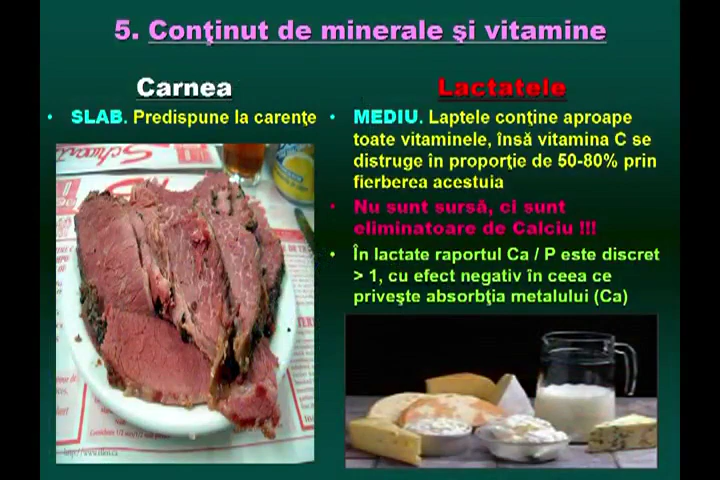 5. Conţinut de minerale şi vitamine
Carnea
• SLAB. Predispune la carenţe
Lactatele
• MEDIU. Laptele conţine aproape
toate vitaminele, însă vitamina C se
distruge în proporţie de 50-80% prin
fierberea acestuia
• Nu sunt sursă, ci sunt
eliminatoare de Calciu !!!
• În lactate raportul Ca / P este discret
> 1, cu efect negativ în ceea ce
priveşte absorbţia metalului (Ca)